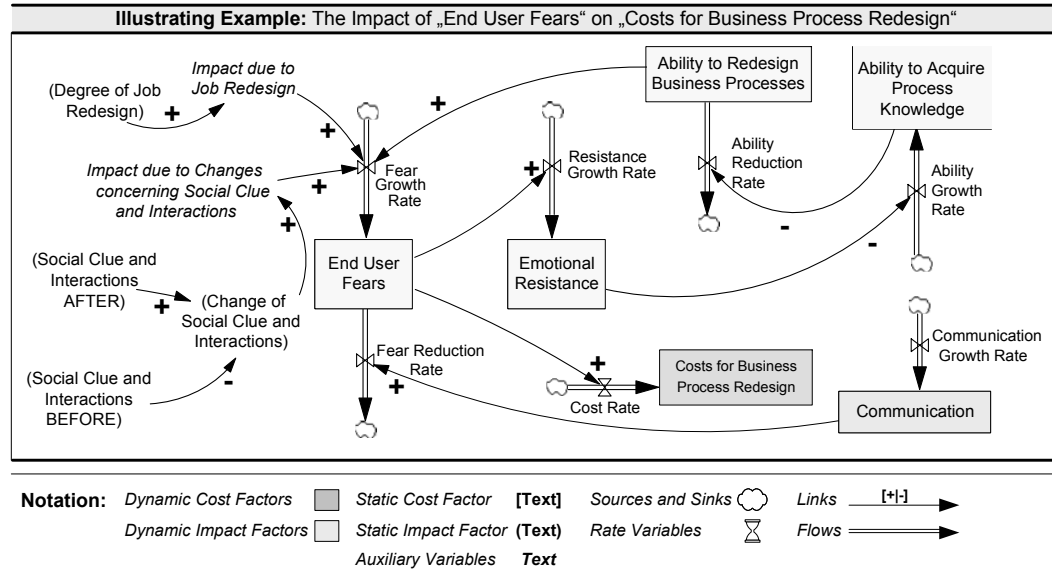 Illustrating Example: The Impact of „End User Fears“ on „Costs for Business Process Redesign“
(Degree of Job
Redesign)
+
Impact due to
Job Redesign
+
+
Ability to Redesign
Business Processes
Ability to Acquire
Process
Knowledge
Impact due to Changes
concerning Social Clue
and Interactions
+
Fear
Growth
Rate
+
Resistance
Growth Rate
Ability
Reduction
Rate
-
Ability
Growth
Rate
-
+
(Social Clue and
Interactions
AFTER)
+
(Change of
Social Clue and
Interactions)
End User
Fears
Emotional
Resistance
(Social Clue and
Interactions
BEFORE)
-
Fear Reduction
Rate
+
+
Cost Rate
Costs for Business
Process Redesign
Communication
Growth Rate
Communication
Notation:
Dynamic Cost Factors
Static Cost Factor
[Text]
Sources and Sinks
Links
[+|-]
Dynamic Impact Factors
Static Impact Factor
(Text)
Rate Variables
Flows
Auxiliary Variables
Text